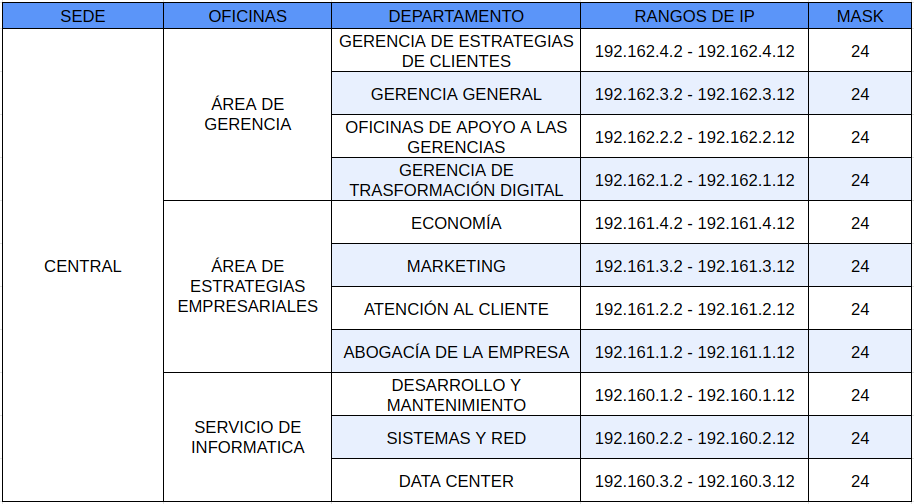 SEDE OFICINAS DEPARTAMENTO RANGOS DE IP MASK
CENTRAL
ÁREA DE
GERENCIA
GERENCIA DE ESTRATEGIAS
DE CLIENTES
192.162.4.2 - 192.162.4.12 24
GERENCIA GENERAL 192.162.3.2 - 192.162.3.12 24
OFICINAS DE APOYO A LAS
GERENCIAS
192.162.2.2 - 192.162.2.12 24
GERENCIA DE
TRASFORMACIÓN DIGITAL
192.162.1.2 - 192.162.1.12 24
ÁREA DE
ESTRATEGIAS
EMPRESARIALES
ECONOMÍA 192.161.4.2 - 192.161.4.12 24
MARKETING 192.161.3.2 - 192.161.3.12 24
ATENCIÓN AL CLIENTE 192.161.2.2 - 192.161.2.12 24
ABOGACÍA DE LA EMPRESA 192.161.1.2 - 192.161.1.12 24
SERVICIO DE
INFORMATICA
DESARROLLO Y
MANTENIMIENTO
192.160.1.2 - 192.160.1.12 24
SISTEMAS Y RED 192.160.2.2 - 192.160.2.12 24
DATA CENTER 192.160.3.2 - 192.160.3.12 24